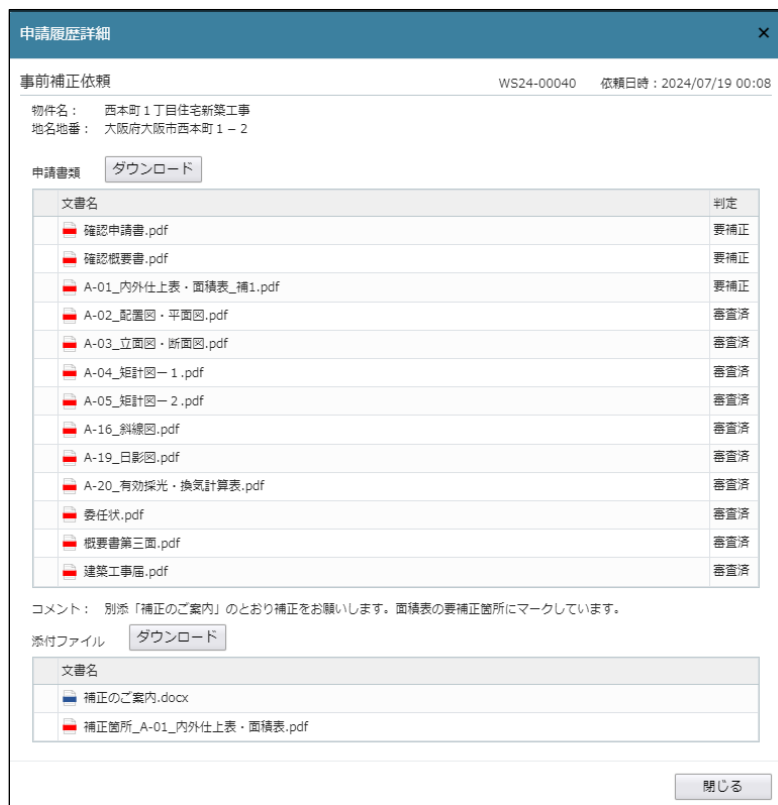 申請履歴詳細 ×
事前補正依頼 WS24-00040 依頼日時：2024/07/19 00:08
物件名： 西本町１丁目住宅新築工事
地名地番： 大阪府大阪市西本町１－２
申請書類 ダウンロード
文書名 判定
確認申請書.pdf 要補正
確認概要書.pdf 要補正
A-01_内外仕上表・面積表_補1.pdf 要補正
A-02_配置図・平面図.pdf 審査済
A-03_立面図・断面図.pdf 審査済
A-04_矩計図－１.pdf 審査済
A-05_矩計図－２.pdf 審査済
A-16_斜線図.pdf 審査済
A-19_日影図.pdf 審査済
A-20_有効採光・換気計算表.pdf 審査済
委任状.pdf 審査済
概要書第三面.pdf 審査済
建築工事届.pdf 審査済
コメント： 別添「補正のご案内」のとおり補正をお願いします。面積表の要補正箇所にマークしています。
添付ファイル ダウンロード
文書名
補正のご案内.docx
補正箇所_A-01_内外仕上表・面積表.pdf
閉じる